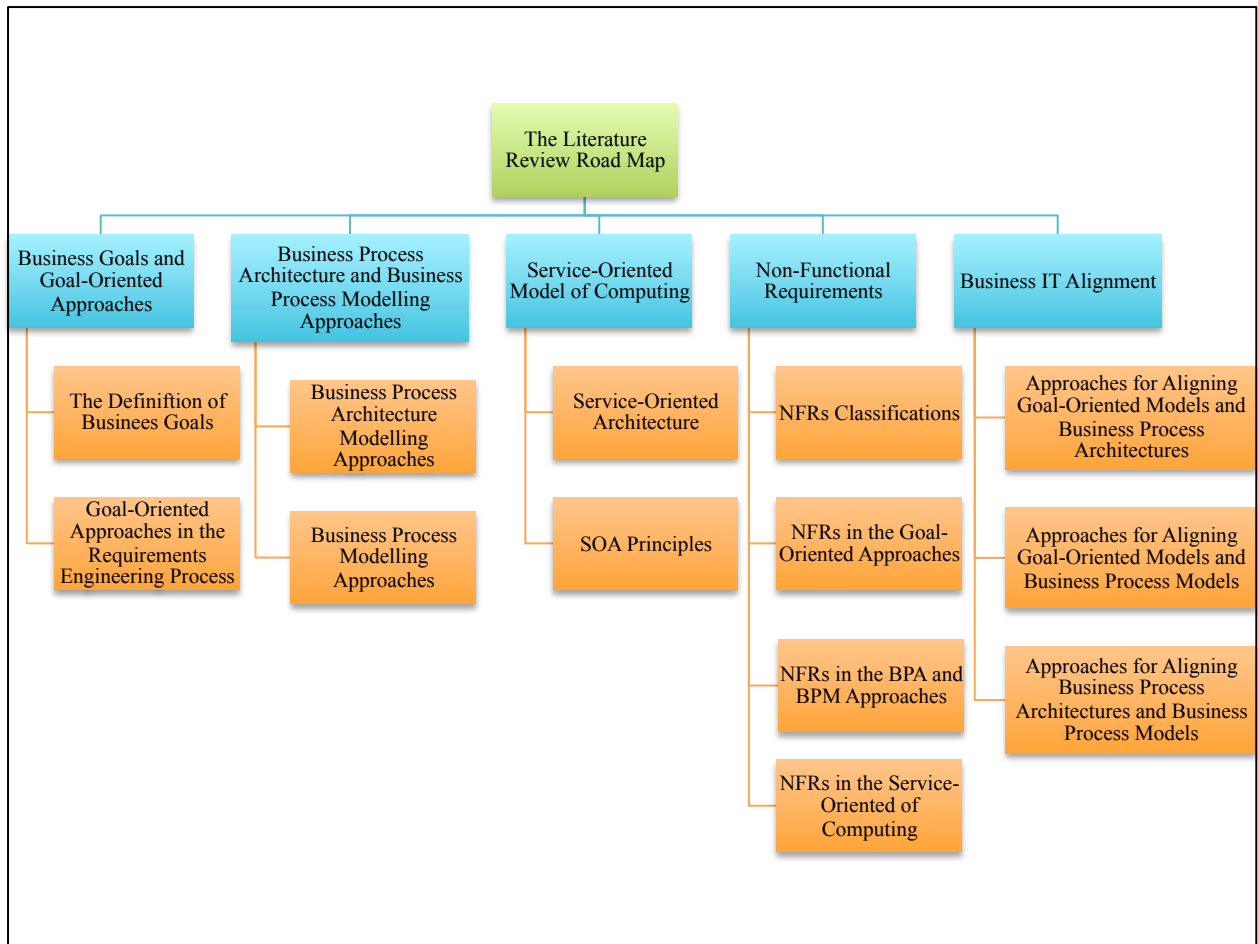 The Literature
Review Road Map
Business Goals and
Goal-Oriented
Approaches
The Definiftion of
Businees Goals
Goal-Oriented
Approaches in the
Requirements
Engineering Process
Business Process
Architecture and Business
Process Modelling
Approaches
Business Process
Architecture
Modelling
Approaches
Business Process
Modelling
Approaches
Service-Oriented
Model of Computing
Service-Oriented
Architecture
SOA Principles
Non-Functional
Requirements
NFRs Classifications
NFRs in the Goal-
Oriented Approaches
NFRs in the BPA and
BPM Approaches
NFRs in the Service-
Oriented of
Computing
Business IT Alignment
Approaches for Aligning
Goal-Oriented Models and
Business Process
Architectures
Approaches for Aligning
Goal-Oriented Models and
Business Process Models
Approaches for Aligning
Business Process
Architectures and Business
Process Models